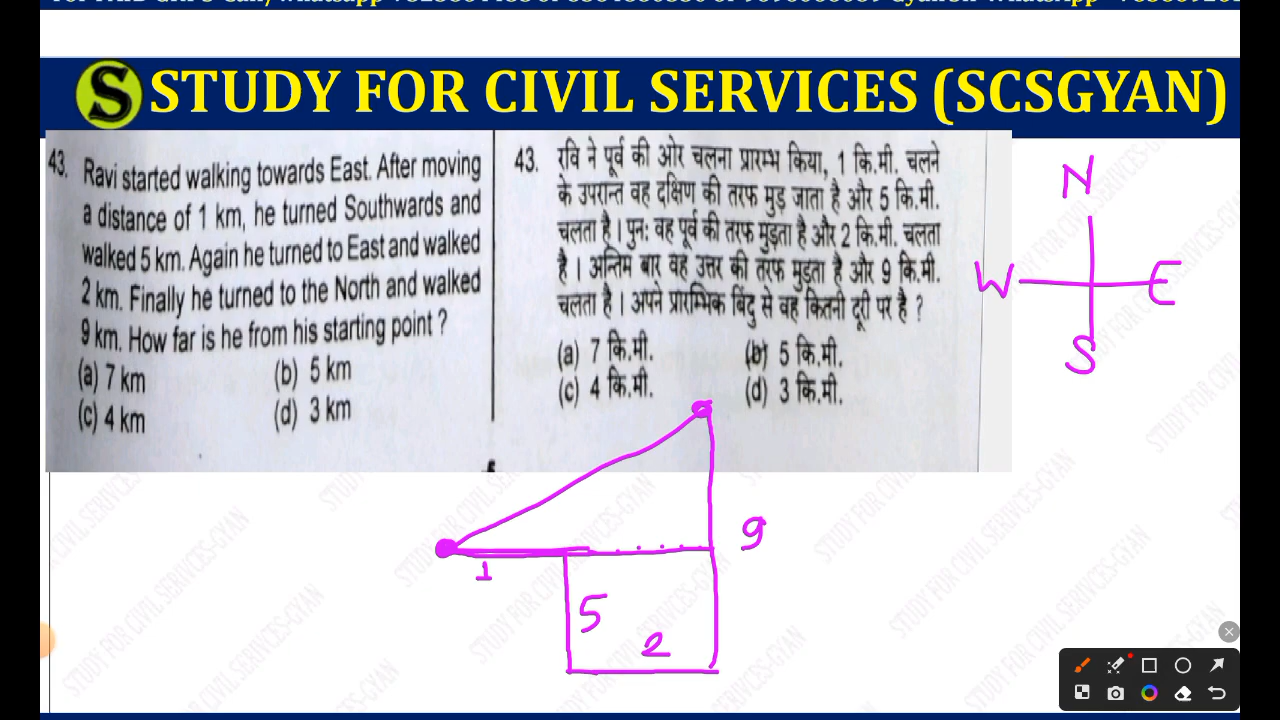 STUDY FOR CIVIL SERVICES (SCSGYAN)
43. Ravi started walking towards East. After moving
a distance of 1 km, he turned Southwards and
walked 5 km. Again he turned to East and walked
2 km. Finally he turned to the North and walked
9 km. How far is he from his starting point ?
(a) 7 km (b) 5 km
(c) 4 km (d) 3 km
43. रवि ने पूर्व की ओर चलना प्रारम्भ किया, 1 कि.मी. चलने
के उपरान्त वह दक्षिण की तरफ मुड़ जाता है और 5 कि.मी.
चलता है। पुनः वह पूर्व की तरफ मुड़ता है और 2 कि.मी. चलता
है। अन्तिम बार वह उत्तर की तरफ मुड़ता है और 9 कि.मी.
चलता है। अपने प्रारम्भिक बिंदु से वह कितनी दूरी पर है ?
(a) 7 कि.मी. (b) 5 कि.मी.
(c) 4 कि.मी. (d) 3 कि.मी.
N
W E
S
9
1
5
2
STUDY FOR CIVIL SERIVCES-GYAN